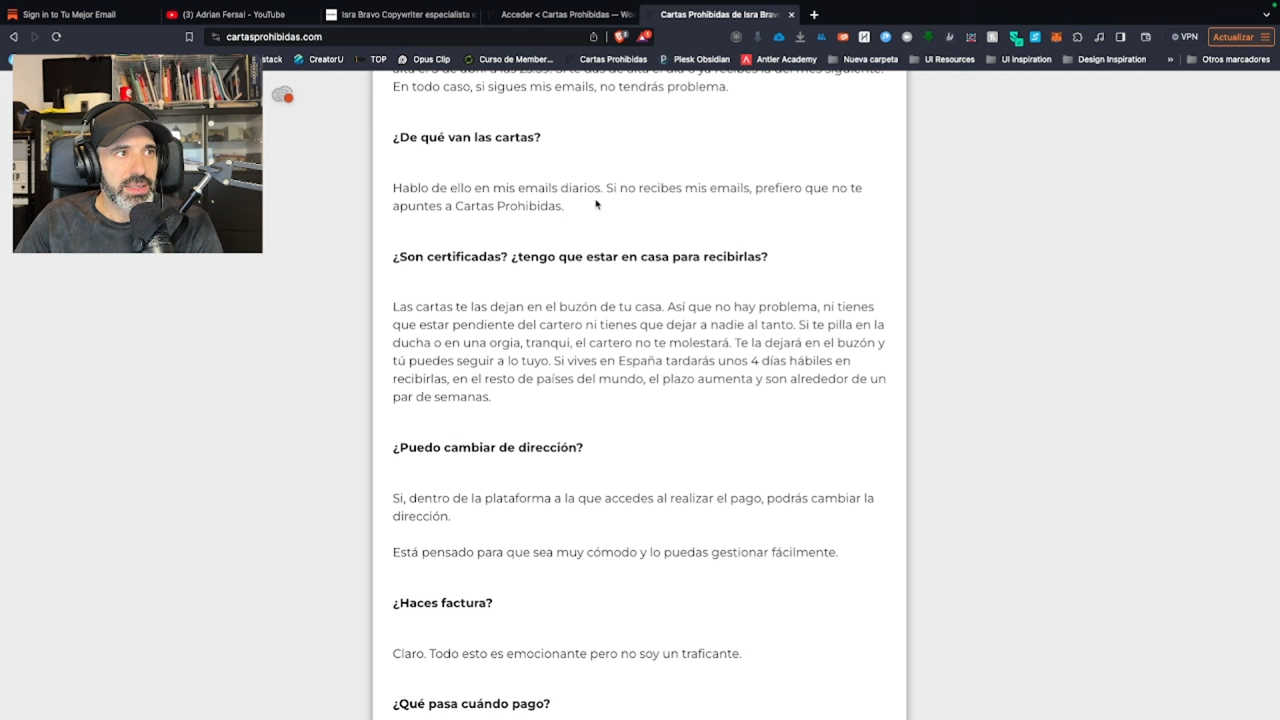 Sign in to Tu Mejor Email
(3) Adrian Fersal - YouTube
Isra Bravo Copywriter especialista e
Acceder < Cartas Prohibidas — Wor
Cartas Prohibidas de Isra Brav
cartasprohibidas.com
VPN
Actualizar
stack
CreatorU
TOP
Opus Clip
Curso de Member...
Cartas Prohibidas
Plesk Obsidian
Antler Academy
Nueva carpeta
UI Resources
UI inspiration
Design Inspiration
»
Otros marcadores
En todo caso, si sigues mis emails, no tendrás problema.
¿De qué van las cartas?
Hablo de ello en mis emails diarios. Si no recibes mis emails, prefiero que no te
apuntes a Cartas Prohibidas.
¿Son certificadas? ¿tengo que estar en casa para recibirlas?
Las cartas te las dejan en el buzón de tu casa. Así que no hay problema, ni tienes
que estar pendiente del cartero ni tienes que dejar a nadie al tanto. Si te pilla en la
ducha o en una orgia, tranqui, el cartero no te molestará. Te la dejará en el buzón y
tú puedes seguir a lo tuyo. Si vives en España tardarás unos 4 días hábiles en
recibirlas, en el resto de países del mundo, el plazo aumenta y son alrededor de un
par de semanas.
¿Puedo cambiar de dirección?
Si, dentro de la plataforma a la que accedes al realizar el pago, podrás cambiar la
dirección.
Está pensado para que sea muy cómodo y lo puedas gestionar fácilmente.
¿Haces factura?
Claro. Todo esto es emocionante pero no soy un traficante.
¿Qué pasa cuándo pago?